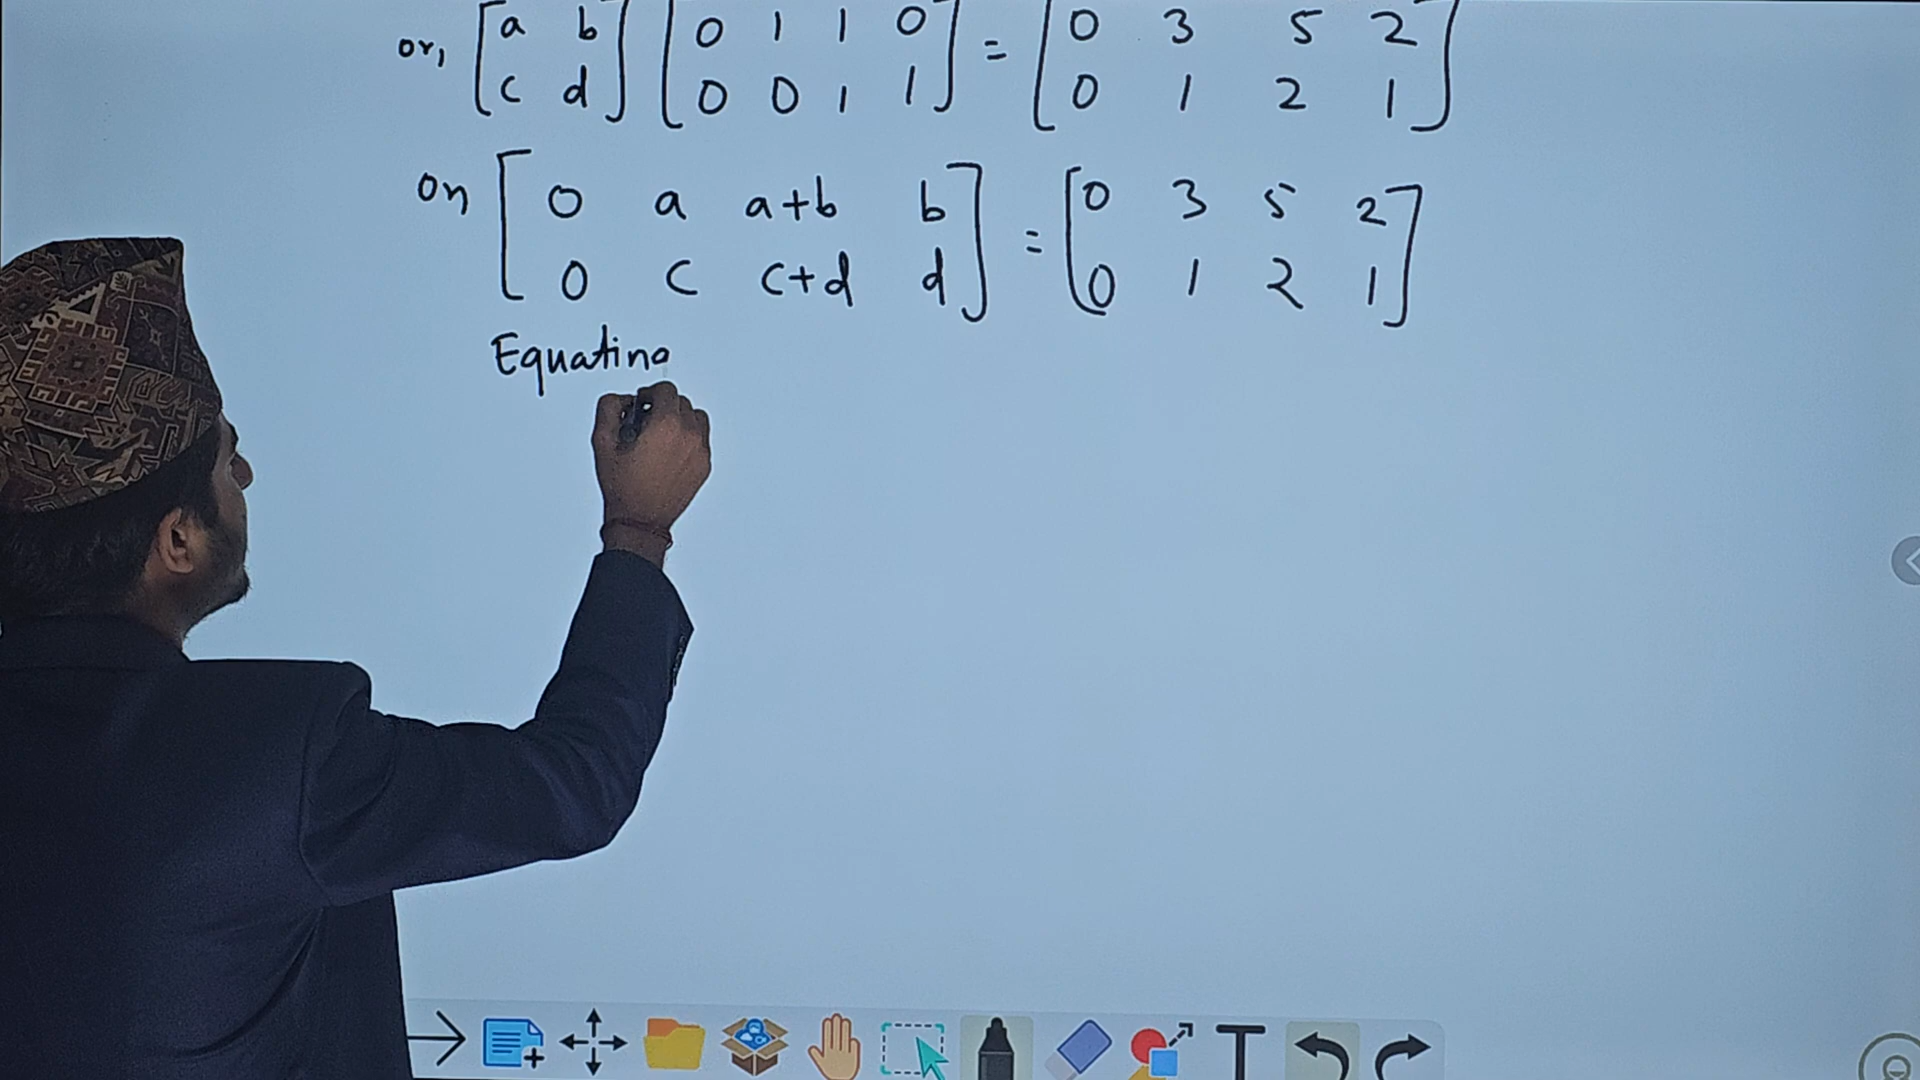 or, [a b] [0 1 1 0] = [0 3 5 2]
[c d] [0 0 1 1] [0 1 2 1]
or [0 a a+b b] = [0 3 5 2]
[0 c c+d d] [0 1 2 1]
Equating
T